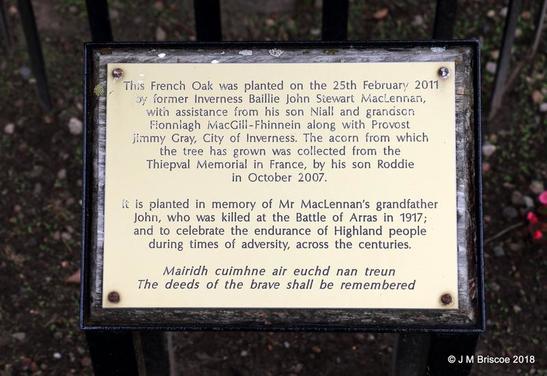 This French Oak was planted on the 25th February 2011
by former Inverness Baillie John Stewart MacLennan,
with assistance from his son Niall and grandson
Fionnlagh MacGill-Fhinnein along with Provost
Jimmy Gray, City of Inverness. The acorn from which
the tree has grown was collected from the
Thiepval Memorial in France, by his son Roddie
in October 2007.
It is planted in memory of Mr MacLennan's grandfather
John, who was killed at the Battle of Arras in 1917;
and to celebrate the endurance of Highland people
during times of adversity, across the centuries.
Mairidh cuimhne air euchd nan treun
The deeds of the brave shall be remembered
© J M Briscoe 2018